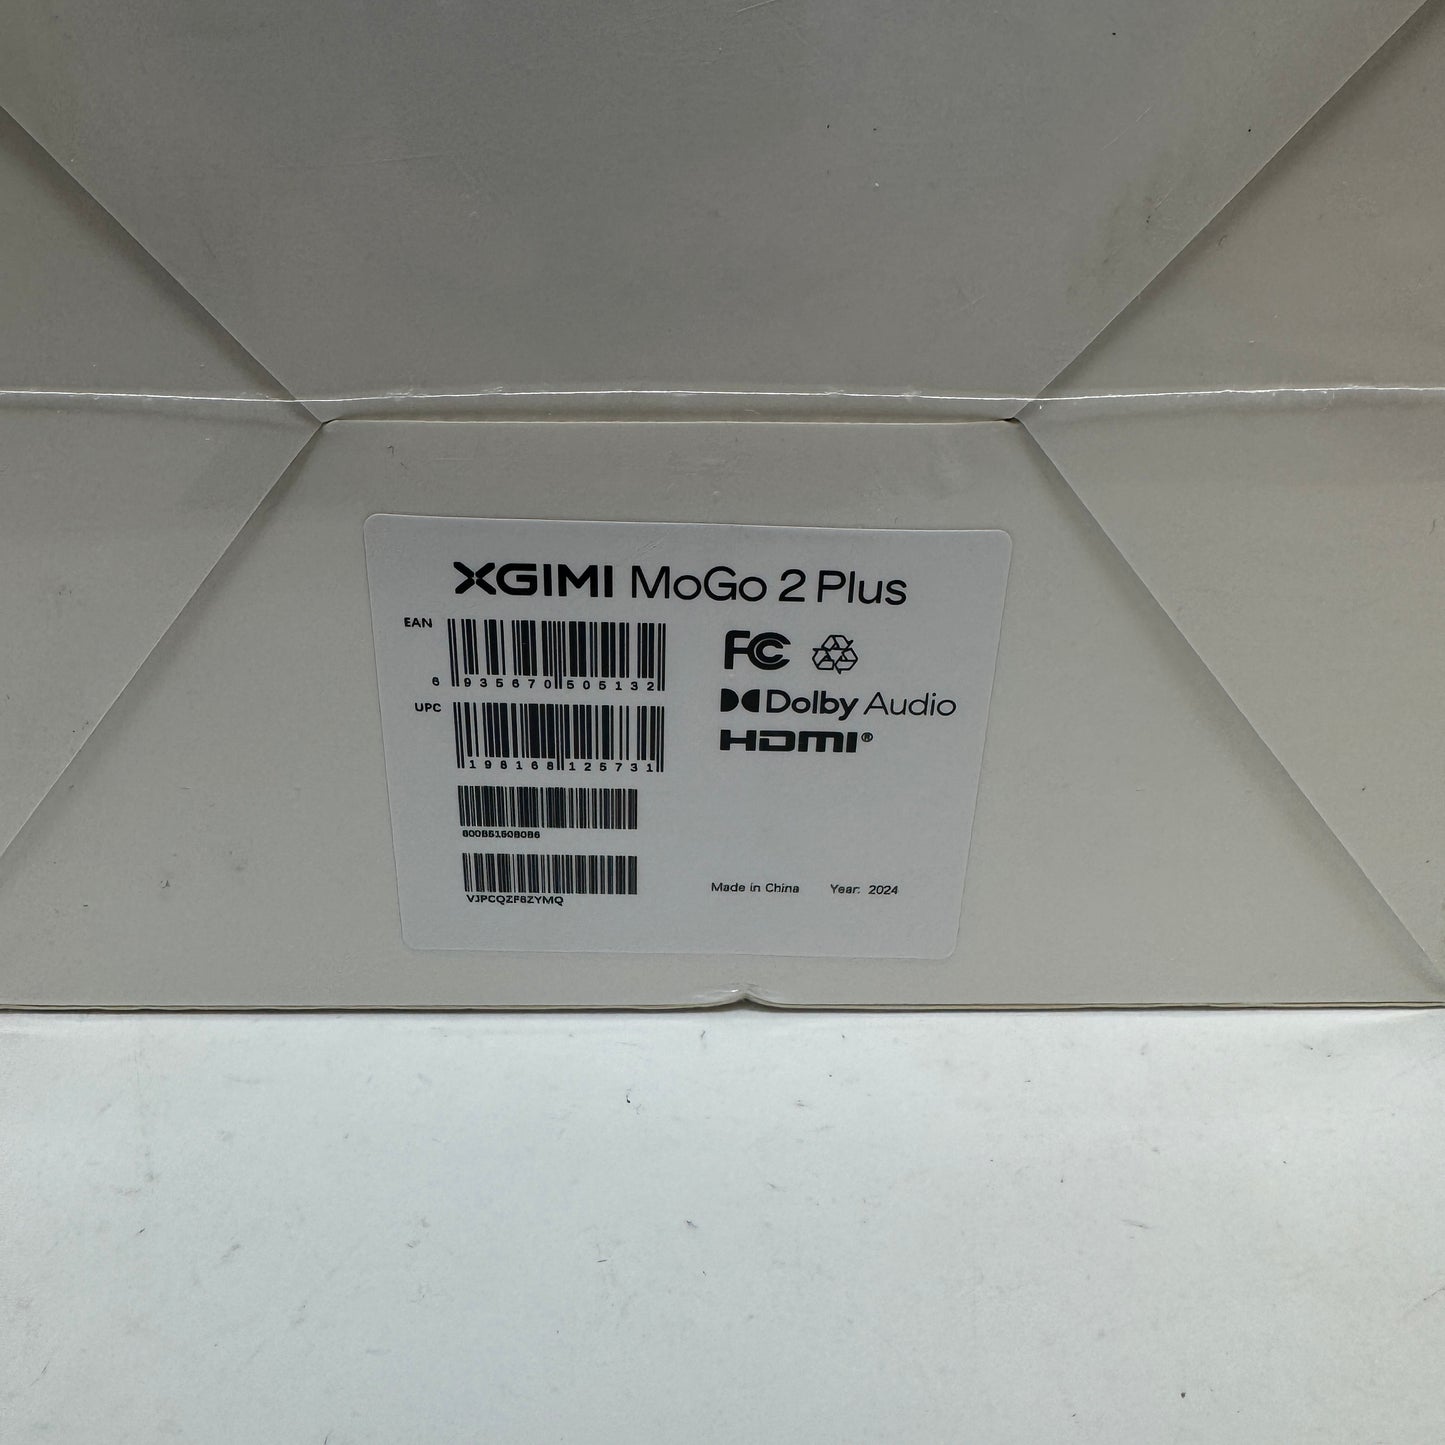 XGIMI MoGo 2 Plus
EAN
6 935670 505132
FC
Dolby Audio
UPC
198168 125731
HDMI®
VJPCQZF8ZYMQ
Made in China Year: 2024